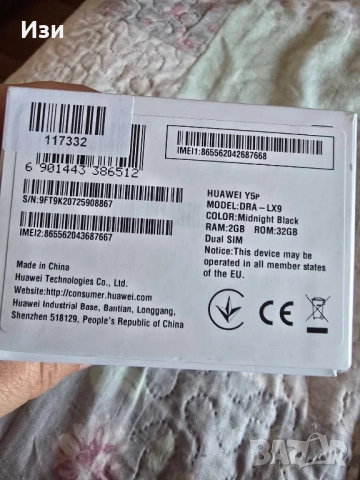 Изи
117332
6 901443 386512
S/N:9FT9K20725908867
IMEI2:865562043687667
IMEI1:865562042687668
HUAWEI Y5P
MODEL:DRA-LX9
COLOR:Midnight Black
RAM:2GB ROM:32GB
Dual SIM
Notice:This device may be
operated in all member states
of the EU.
Made in China
Huawei Technologies Co., Ltd.
Website:http://consumer.huawei.com
Huawei Industrial Base, Bantian, Longgang,
Shenzhen 518129, People's Republic of China
CE
BAZAR